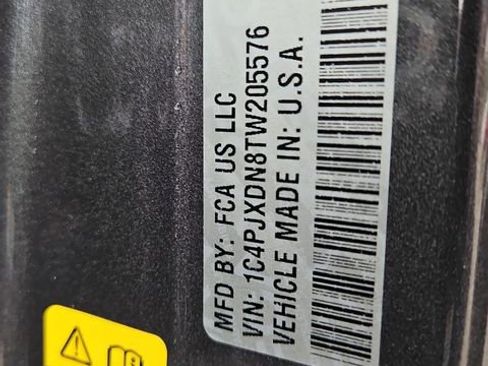 MFD BY: FCA US LLC
VIN: 1C4PJXDN8TW205576
VEHICLE MADE IN: U.S.A.